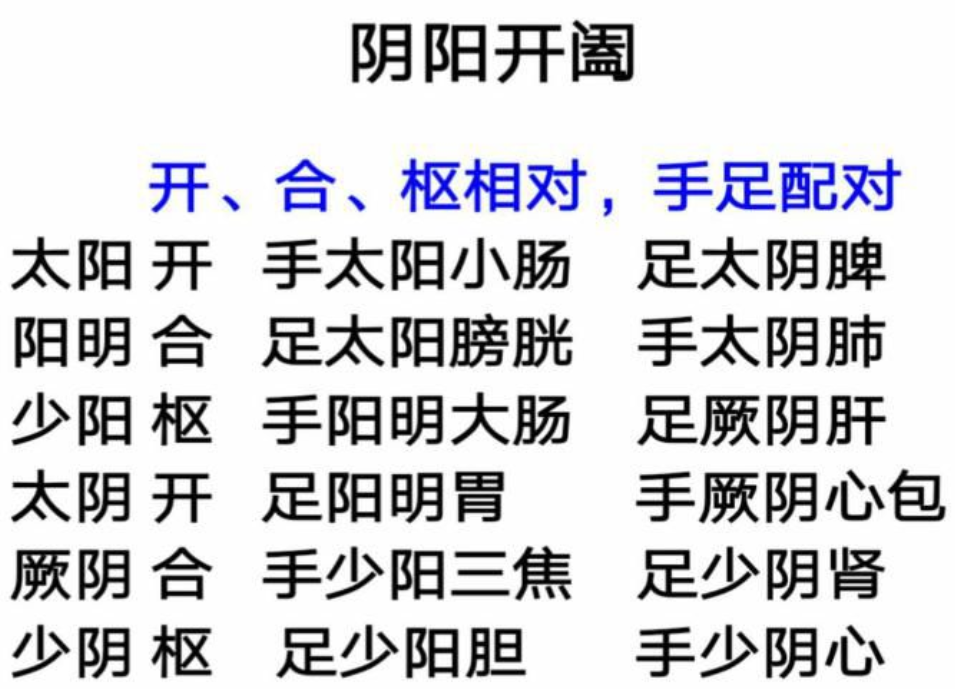 阴阳开阖
开、合、枢相对，手足配对
太阳 开 手太阳小肠 足太阴脾
阳明 合 足太阳膀胱 手太阴肺
少阳 枢 手阳明大肠 足厥阴肝
太阴 开 足阳明胃 手厥阴心包
厥阴 合 手少阳三焦 足少阴肾
少阴 枢 足少阳胆 手少阴心